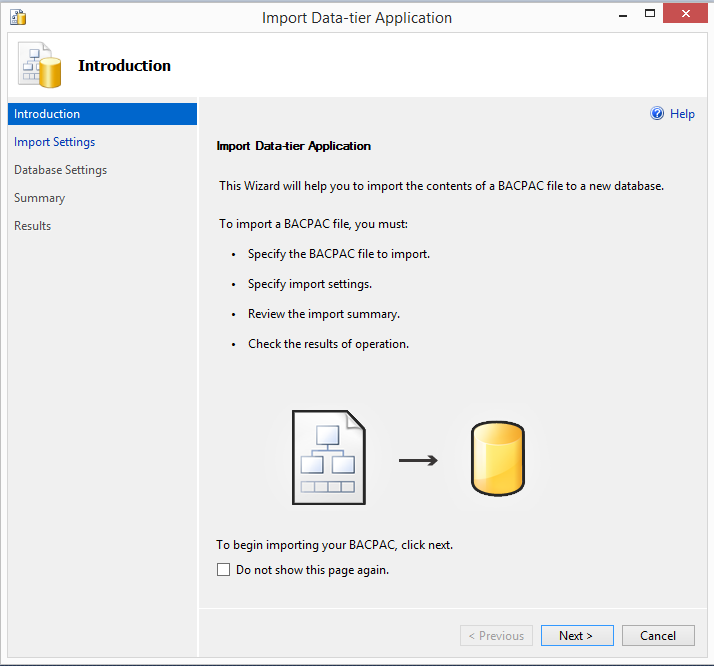 Import Data-tier Application
Introduction
Introduction
Import Settings
Database Settings
Summary
Results
Help
Import Data-tier Application
This Wizard will help you to import the contents of a BACPAC file to a new database.
To import a BACPAC file, you must:
• Specify the BACPAC file to import.
• Specify import settings.
• Review the import summary.
• Check the results of operation.
To begin importing your BACPAC, click next.
Do not show this page again.
< Previous
Next >
Cancel